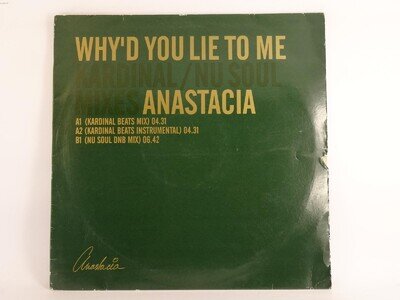 WHY'D YOU LIE TO ME
KARDINAL/NU SOUL
MIXES ANASTACIA
A1 (KARDINAL BEATS MIX) 04.31
A2 (KARDINAL BEATS INSTRUMENTAL) 04.31
B1 (NU SOUL DNB MIX) 06.42
Anastacia